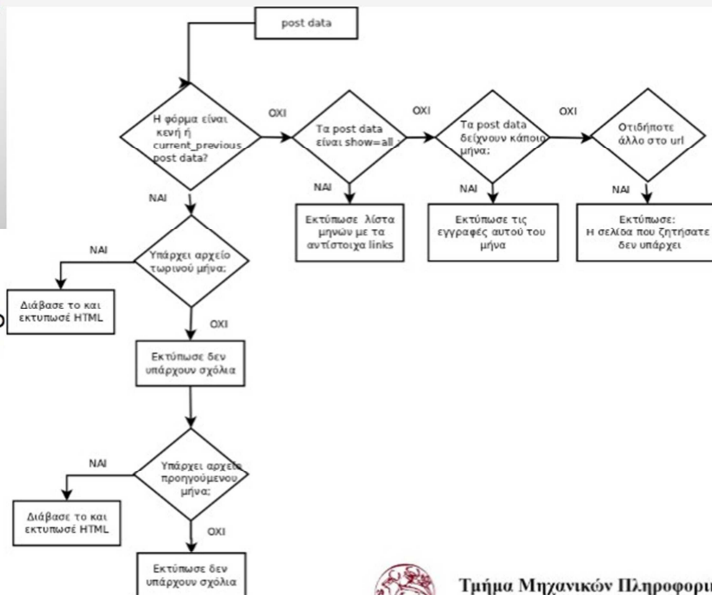 post data
Η φόρμα είναι
κενή ή
current_previous
post data?
ΟΧΙ
Τα post data
είναι show=all
ΟΧΙ
Τα post data
δείχνουν κάποιο
μήνα;
ΟΧΙ
Οτιδήποτε
άλλο στο url
ΝΑΙ
ΝΑΙ
ΝΑΙ
ΝΑΙ
Εκτύπωσε λίστα
μηνών με τα
αντίστοιχα links
Εκτύπωσε τις
εγγραφές αυτού του
μήνα
Εκτύπωσε:
Η σελίδα που ζητήσατε
δεν υπάρχει
ΝΑΙ
Υπάρχει αρχείο
τωρινού μήνα;
Διάβασε το και
εκτυπωσέ HTML
ΟΧΙ
Εκτύπωσε δεν
υπάρχουν σχόλια
ΝΑΙ
Υπάρχει αρχείο
προηγούμενου
μήνα;
Διάβασε το και
εκτυπωσέ HTML
ΟΧΙ
Εκτύπωσε δεν
υπάρχουν σχόλια
Τμήμα Μηχανικών